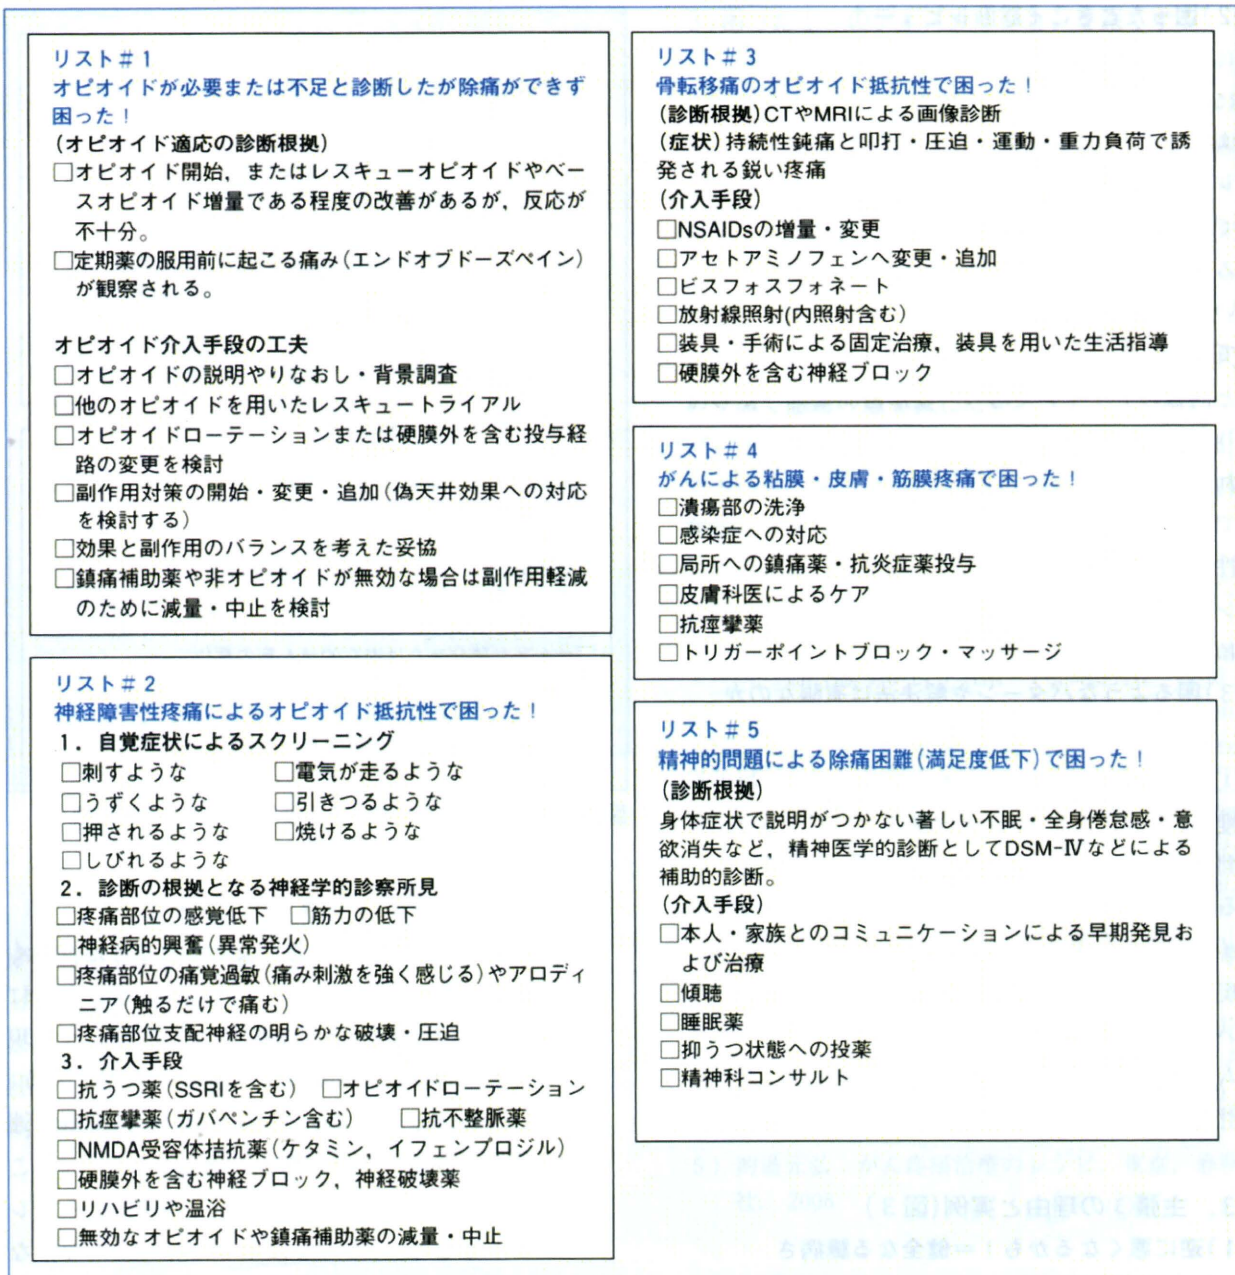 リスト＃1
オピオイドが必要または不足と診断したが除痛ができず
困った！
(オピオイド適応の診断根拠)
□オピオイド開始，またはレスキューオピオイドやベー
スオピオイド増量である程度の改善があるが，反応が
不十分。
□定期薬の服用前に起こる痛み(エンドオブドーズペイン)
が観察される。
オピオイド介入手段の工夫
□オピオイドの説明やりなおし・背景調査
□他のオピオイドを用いたレスキュートライアル
□オピオイドローテーションまたは硬膜外を含む投与経
路の変更を検討
□副作用対策の開始・変更・追加(偽天井効果への対応
を検討する)
□効果と副作用のバランスを考えた妥協
□鎮痛補助薬や非オピオイドが無効な場合は副作用軽減
のために減量・中止を検討
リスト＃2
神経障害性疼痛によるオピオイド抵抗性で困った！
1．自覚症状によるスクリーニング
□刺すような　□電気が走るような
□うずくような　□引きつるような
□押されるような　□焼けるような
□しびれるような
2．診断の根拠となる神経学的診察所見
□疼痛部位の感覚低下　□筋力の低下
□神経病的興奮(異常発火)
□疼痛部位の痛覚過敏(痛み刺激を強く感じる)やアロディ
ニア(触るだけで痛む)
□疼痛部位支配神経の明らかな破壊・圧迫
3．介入手段
□抗うつ薬(SSRIを含む)　□オピオイドローテーション
□抗痙攣薬(ガバペンチン含む)　□抗不整脈薬
□NMDA受容体拮抗薬(ケタミン，イフェンプロジル)
□硬膜外を含む神経ブロック，神経破壊薬
□リハビリや温浴
□無効なオピオイドや鎮痛補助薬の減量・中止
リスト＃3
骨転移痛のオピオイド抵抗性で困った！
(診断根拠)CTやMRIによる画像診断
(症状)持続性鈍痛と叩打・圧迫・運動・重力負荷で誘
発される鋭い疼痛
(介入手段)
□NSAIDsの増量・変更
□アセトアミノフェンへ変更・追加
□ビスフォスフォネート
□放射線照射(内照射含む)
□装具・手術による固定治療，装具を用いた生活指導
□硬膜外を含む神経ブロック
リスト＃4
がんによる粘膜・皮膚・筋膜疼痛で困った！
□潰瘍部の洗浄
□感染症への対応
□局所への鎮痛薬・抗炎症薬投与
□皮膚科医によるケア
□抗痙攣薬
□トリガーポイントブロック・マッサージ
リスト＃5
精神的問題による除痛困難(満足度低下)で困った！
(診断根拠)
身体症状で説明がつかない著しい不眠・全身倦怠感・意
欲消失など，精神医学的診断としてDSM-Ⅳなどによる
補助的診断。
(介入手段)
□本人・家族とのコミュニケーションによる早期発見お
よび治療
□傾聴
□睡眠薬
□抑うつ状態への投薬
□精神科コンサルト